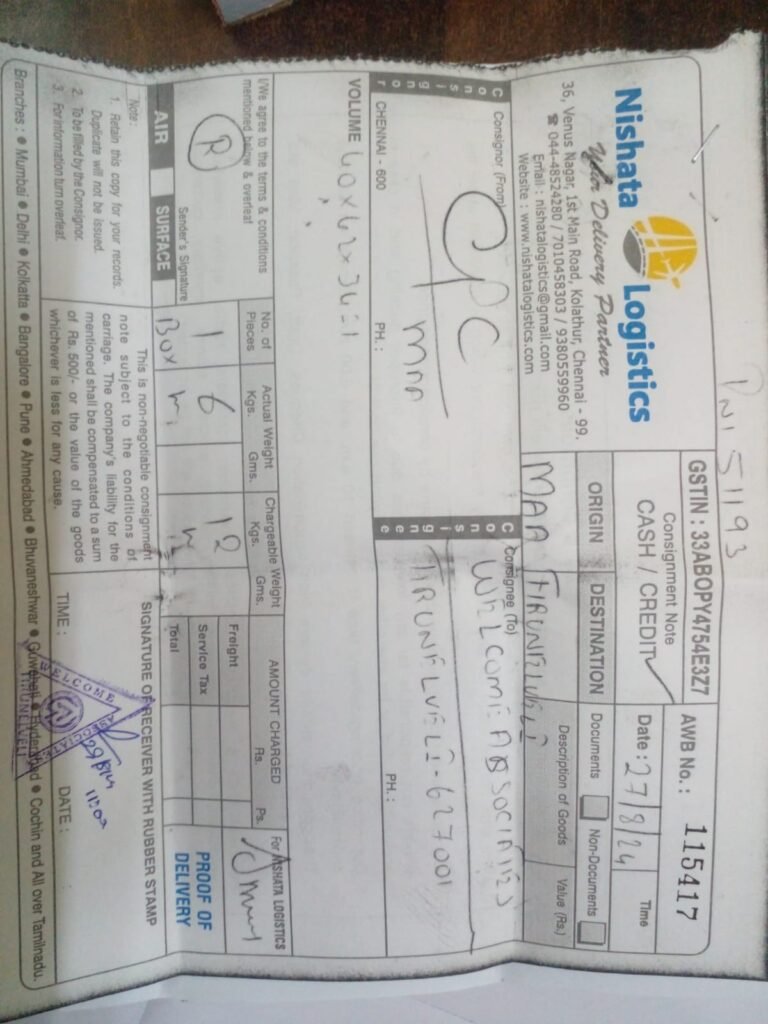 PNI 51193
Nishata Logistics
Your Delivery Partner
36, Venus Nagar, 1st Main Road, Kolathur, Chennai - 99.
☎ 044-48524280 / 7010458303 / 9380559960
Email : nishatalogistics@gmail.com
Website : www.nishatalogistics.com
GSTIN : 33ABOPY4754E3Z7
AWB No. : 115417
Consignment Note
CASH / CREDIT ✓
Date : 27/8/24
Time
ORIGIN
DESTINATION
Documents
Non-Documents
MAA
TIRUNELVELI
Description of Goods
Value (Rs.)
Consignor
Consignor (From)
CPC
MAA
CHENNAI - 600
PH. :
Consignee
Consignee (To)
WELCOME ASSOCIATES
TIRUNELVELI-627001
PH. :
VOLUME 40x62x34=1
I/We agree to the terms & conditions
mentioned below & overleaf
R
Sender's Signature
AIR
SURFACE
No. of
Pieces
1
Box
Actual Weight
Kgs.
Gms.
6
Chargeable Weight
Kgs.
Gms.
12
AMOUNT CHARGED
Rs.
Ps.
Freight
Service Tax
Total
For NISHATA LOGISTICS
PROOF OF
DELIVERY
Note :
1. Retain this copy for your records.
Duplicate will not be issued.
2. To be filled by the Consignor.
3. For information turn overleaf.
This is non-negotiable consignment
note subject to the conditions of
carriage. The company's liability for the
mentioned shall be compensated to a sum
of Rs. 500/- or the value of the goods
whichever is less for any cause.
SIGNATURE OF RECEIVER WITH RUBBER STAMP
WELCOME ASSOCIATES
TIRUNELVELI
29/8/24
11:00
TIME :
DATE :
Branches : ● Mumbai ● Delhi ● Kolkatta ● Bangalore ● Pune ● Ahmedabad ● Bhuvaneshwar ● Guwahati ● Hyderabad ● Cochin and All over Tamilnadu.